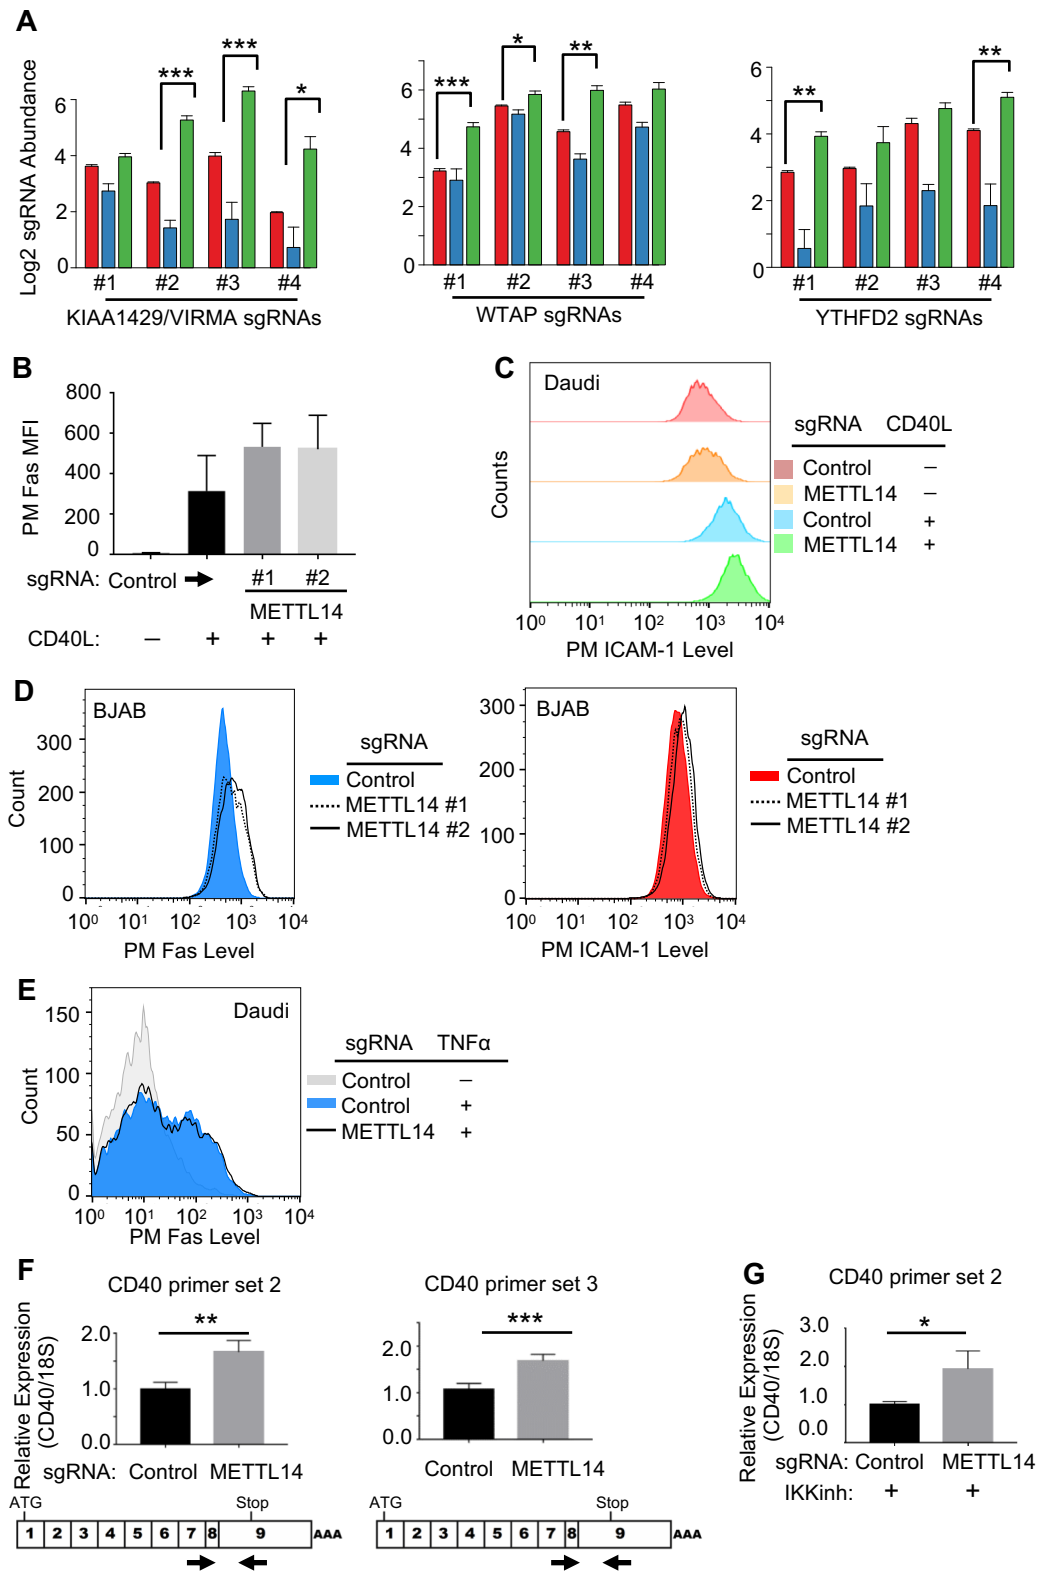 A
Log2 sgRNA Abundance
6
4
2
0
***
***
*
#1 #2 #3 #4
KIAA1429/VIRMA sgRNAs
6
4
2
0
***
*
**
#1 #2 #3 #4
WTAP sgRNAs
6
4
2
0
**
**
#1 #2 #3 #4
YTHFD2 sgRNAs
B
PM Fas MFI
800
600
400
200
0
sgRNA: Control #1 #2
METTL14
CD40L: – + + +
C
Daudi
Counts
10⁰ 10¹ 10² 10³ 10⁴
PM ICAM-1 Level
sgRNA CD40L
Control –
METTL14 –
Control +
METTL14 +
D
BJAB
Count
300
200
100
0
10⁰ 10¹ 10² 10³ 10⁴
PM Fas Level
sgRNA
Control
METTL14 #1
METTL14 #2
BJAB
300
200
100
0
10⁰ 10¹ 10² 10³ 10⁴
PM ICAM-1 Level
sgRNA
Control
METTL14 #1
METTL14 #2
E
Daudi
Count
150
100
50
0
10⁰ 10¹ 10² 10³ 10⁴
PM Fas Level
sgRNA TNFα
Control –
Control +
METTL14 +
F
CD40 primer set 2
Relative Expression
(CD40/18S)
2.0
1.0
0.0
**
sgRNA: Control METTL14
ATG Stop
1 2 3 4 5 6 7 8 9 AAA
CD40 primer set 3
2.0
1.0
0.0
***
Control METTL14
ATG Stop
1 2 3 4 5 6 7 8 9 AAA
G
CD40 primer set 2
Relative Expression
(CD40/18S)
3.0
2.0
1.0
0.0
*
sgRNA: Control METTL14
IKKinh: + +